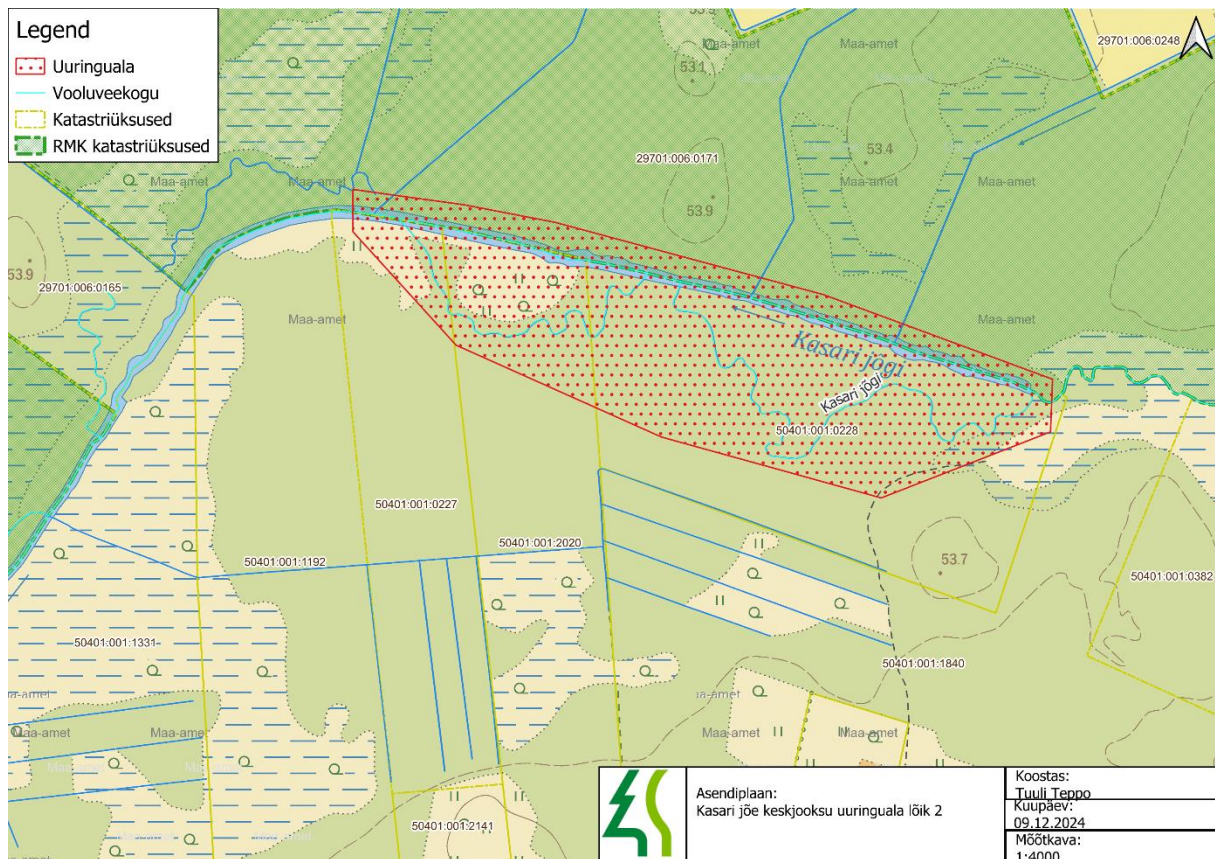 Legend
Uuringuala
Vooluveekogu
Katastriüksused
RMK katastriüksused
Maa-amet
Maa-amet
29701:006:0248
53.1
53.4
29701:006:0171
Maa-amet
Maa-amet
Maa-amet
Maa-amet
53.9
53.9
29701:006:0165
Maa-amet
Maa-amet
Kasari jõgi
Kasari jõgi
50401:001:0228
50401:001:0227
50401:001:2020
50401:001:1192
53.7
50401:001:0382
50401:001:1331
50401:001:1840
Maa-amet
Maa-amet
Maa-amet
Maa-amet
50401:001:2141
Asendiplaan:
Kasari jõe keskjooksu uuringuala lõik 2
Koostas:
Tuuli Teppo
Kuupäev:
09.12.2024
Mõõtkava:
1:4000